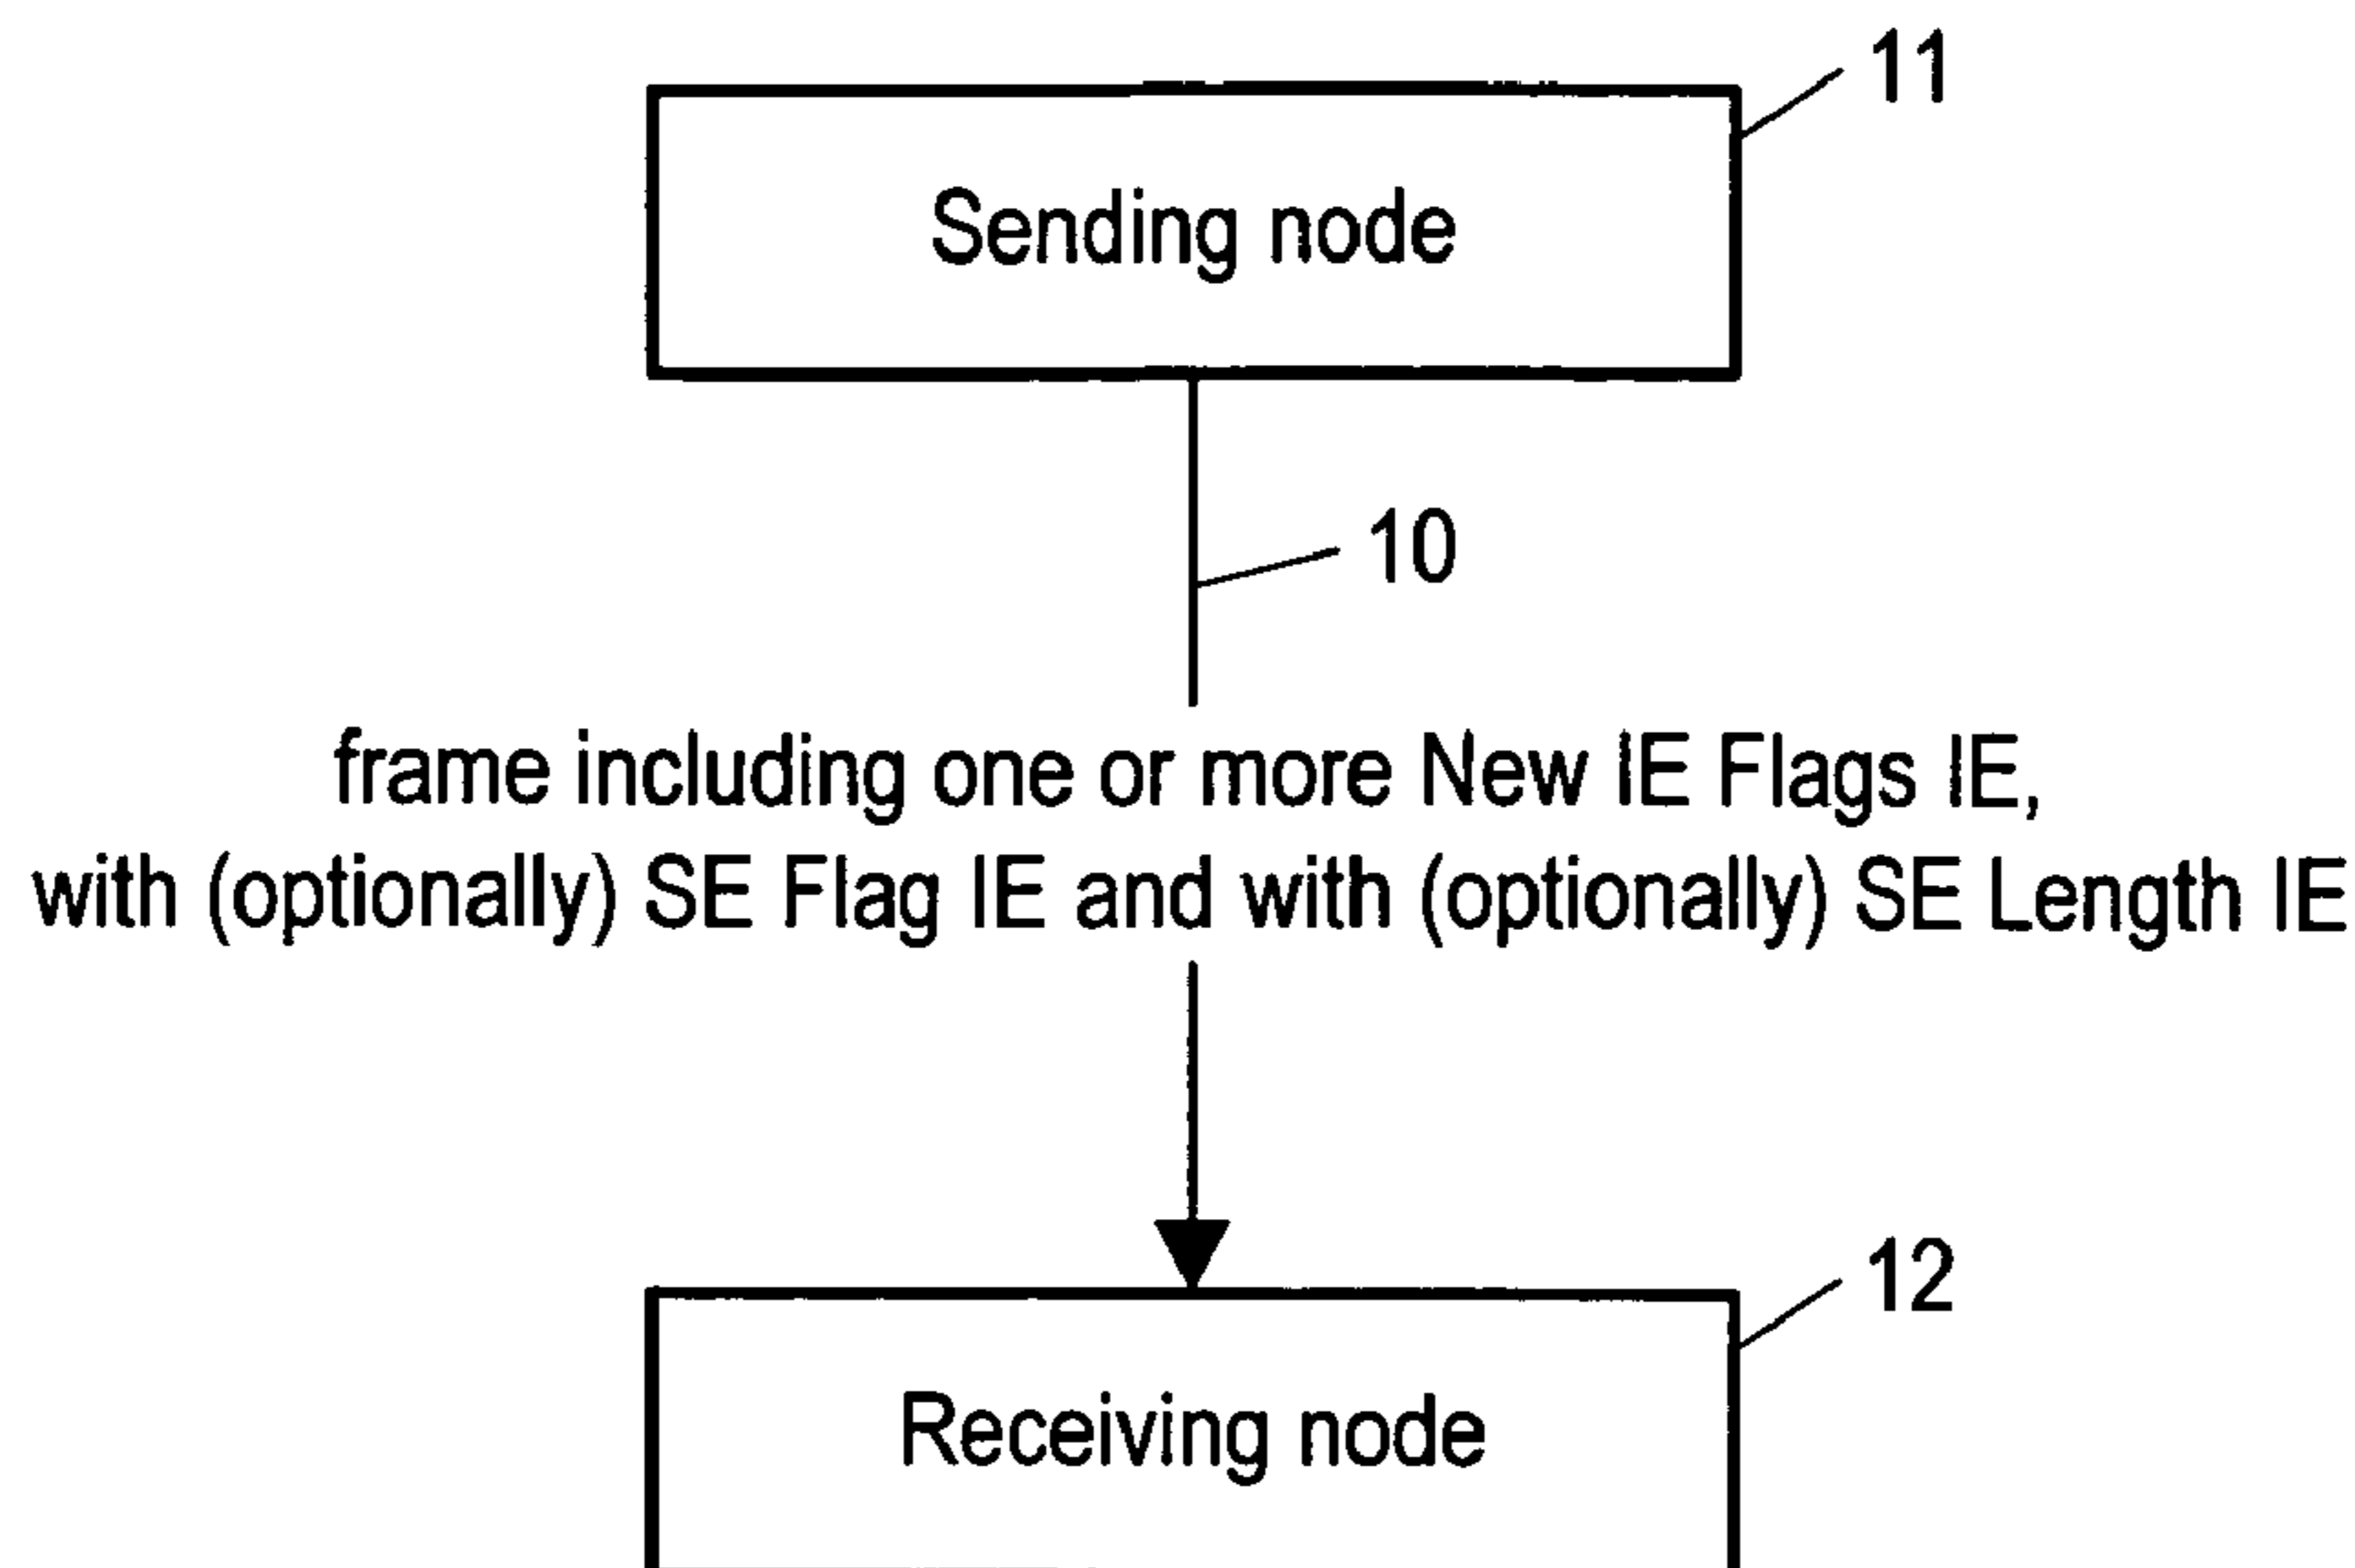 11
Sending node
10
frame including one or more New IE Flags IE,
with (optionally) SE Flag IE and with (optionally) SE Length IE
12
Receiving node